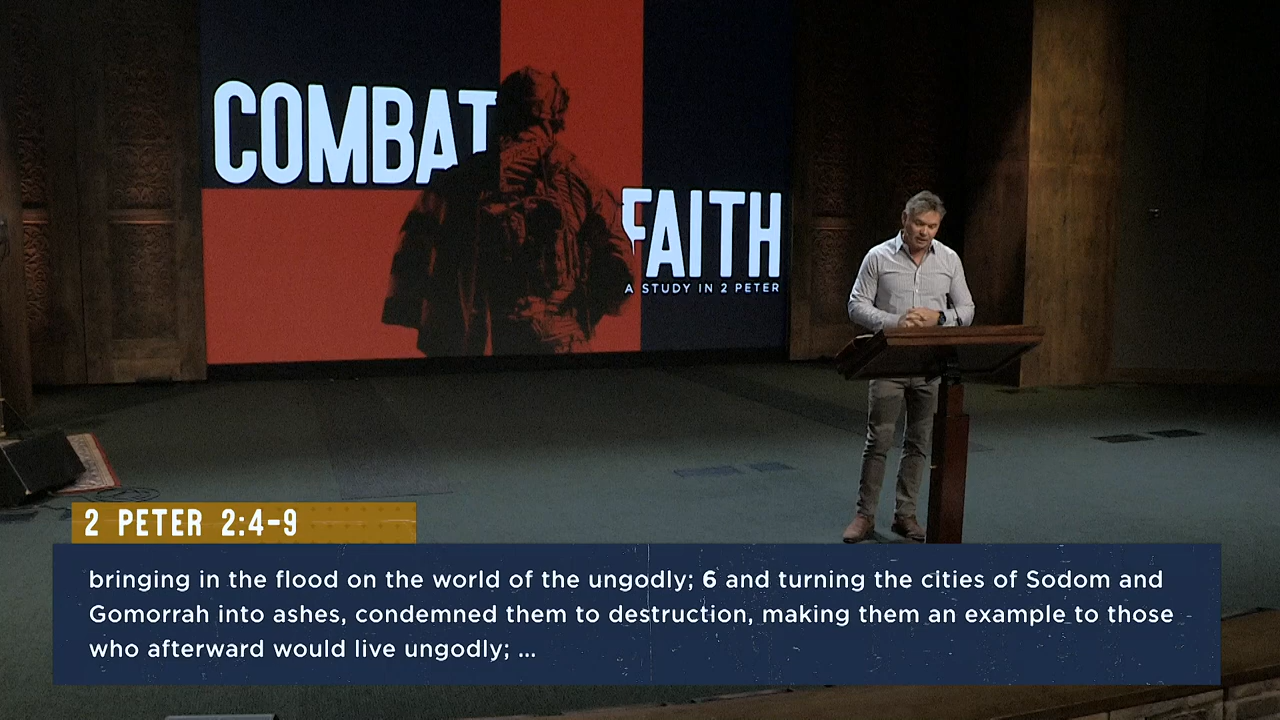 COMBAT
FAITH
A STUDY IN 2 PETER
2 PETER 2:4-9
bringing in the flood on the world of the ungodly; 6 and turning the cities of Sodom and
Gomorrah into ashes, condemned them to destruction, making them an example to those
who afterward would live ungodly; ...